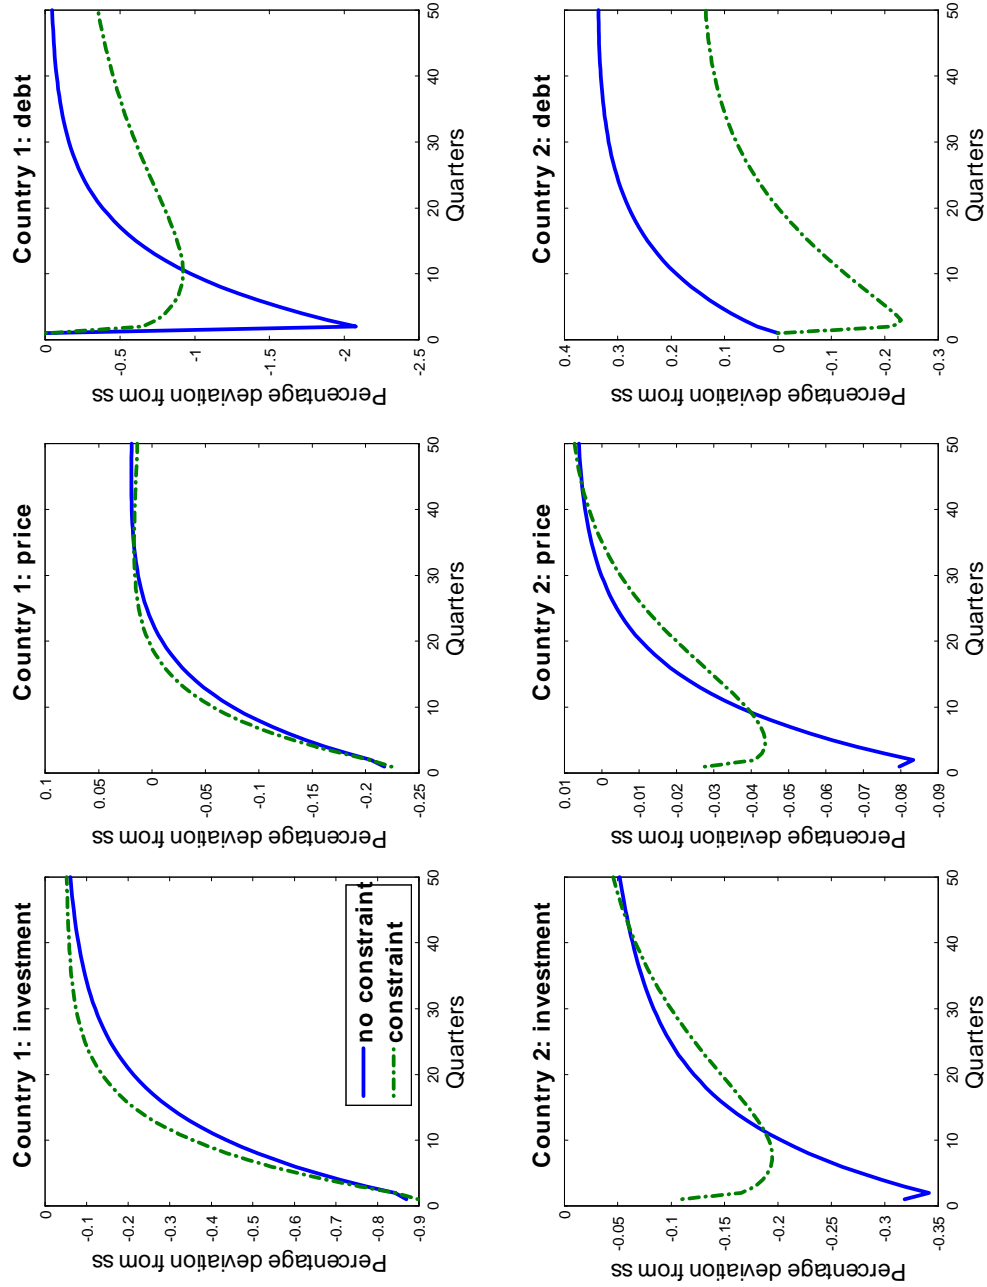 Country 1: investment
Percentage deviation from ss
0
-0.1
-0.2
-0.3
-0.4
-0.5
-0.6
-0.7
-0.8
-0.9
no constraint
constraint
0 10 20 30 40 50
Quarters
Country 1: price
Percentage deviation from ss
0.1
0.05
0
-0.05
-0.1
-0.15
-0.2
-0.25
0 10 20 30 40 50
Quarters
Country 1: debt
Percentage deviation from ss
0
-0.5
-1
-1.5
-2
-2.5
0 10 20 30 40 50
Quarters
Country 2: investment
Percentage deviation from ss
0
-0.05
-0.1
-0.15
-0.2
-0.25
-0.3
-0.35
0 10 20 30 40 50
Quarters
Country 2: price
Percentage deviation from ss
0.01
0
-0.01
-0.02
-0.03
-0.04
-0.05
-0.06
-0.07
-0.08
-0.09
0 10 20 30 40 50
Quarters
Country 2: debt
Percentage deviation from ss
0.4
0.3
0.2
0.1
0
-0.1
-0.2
-0.3
0 10 20 30 40 50
Quarters